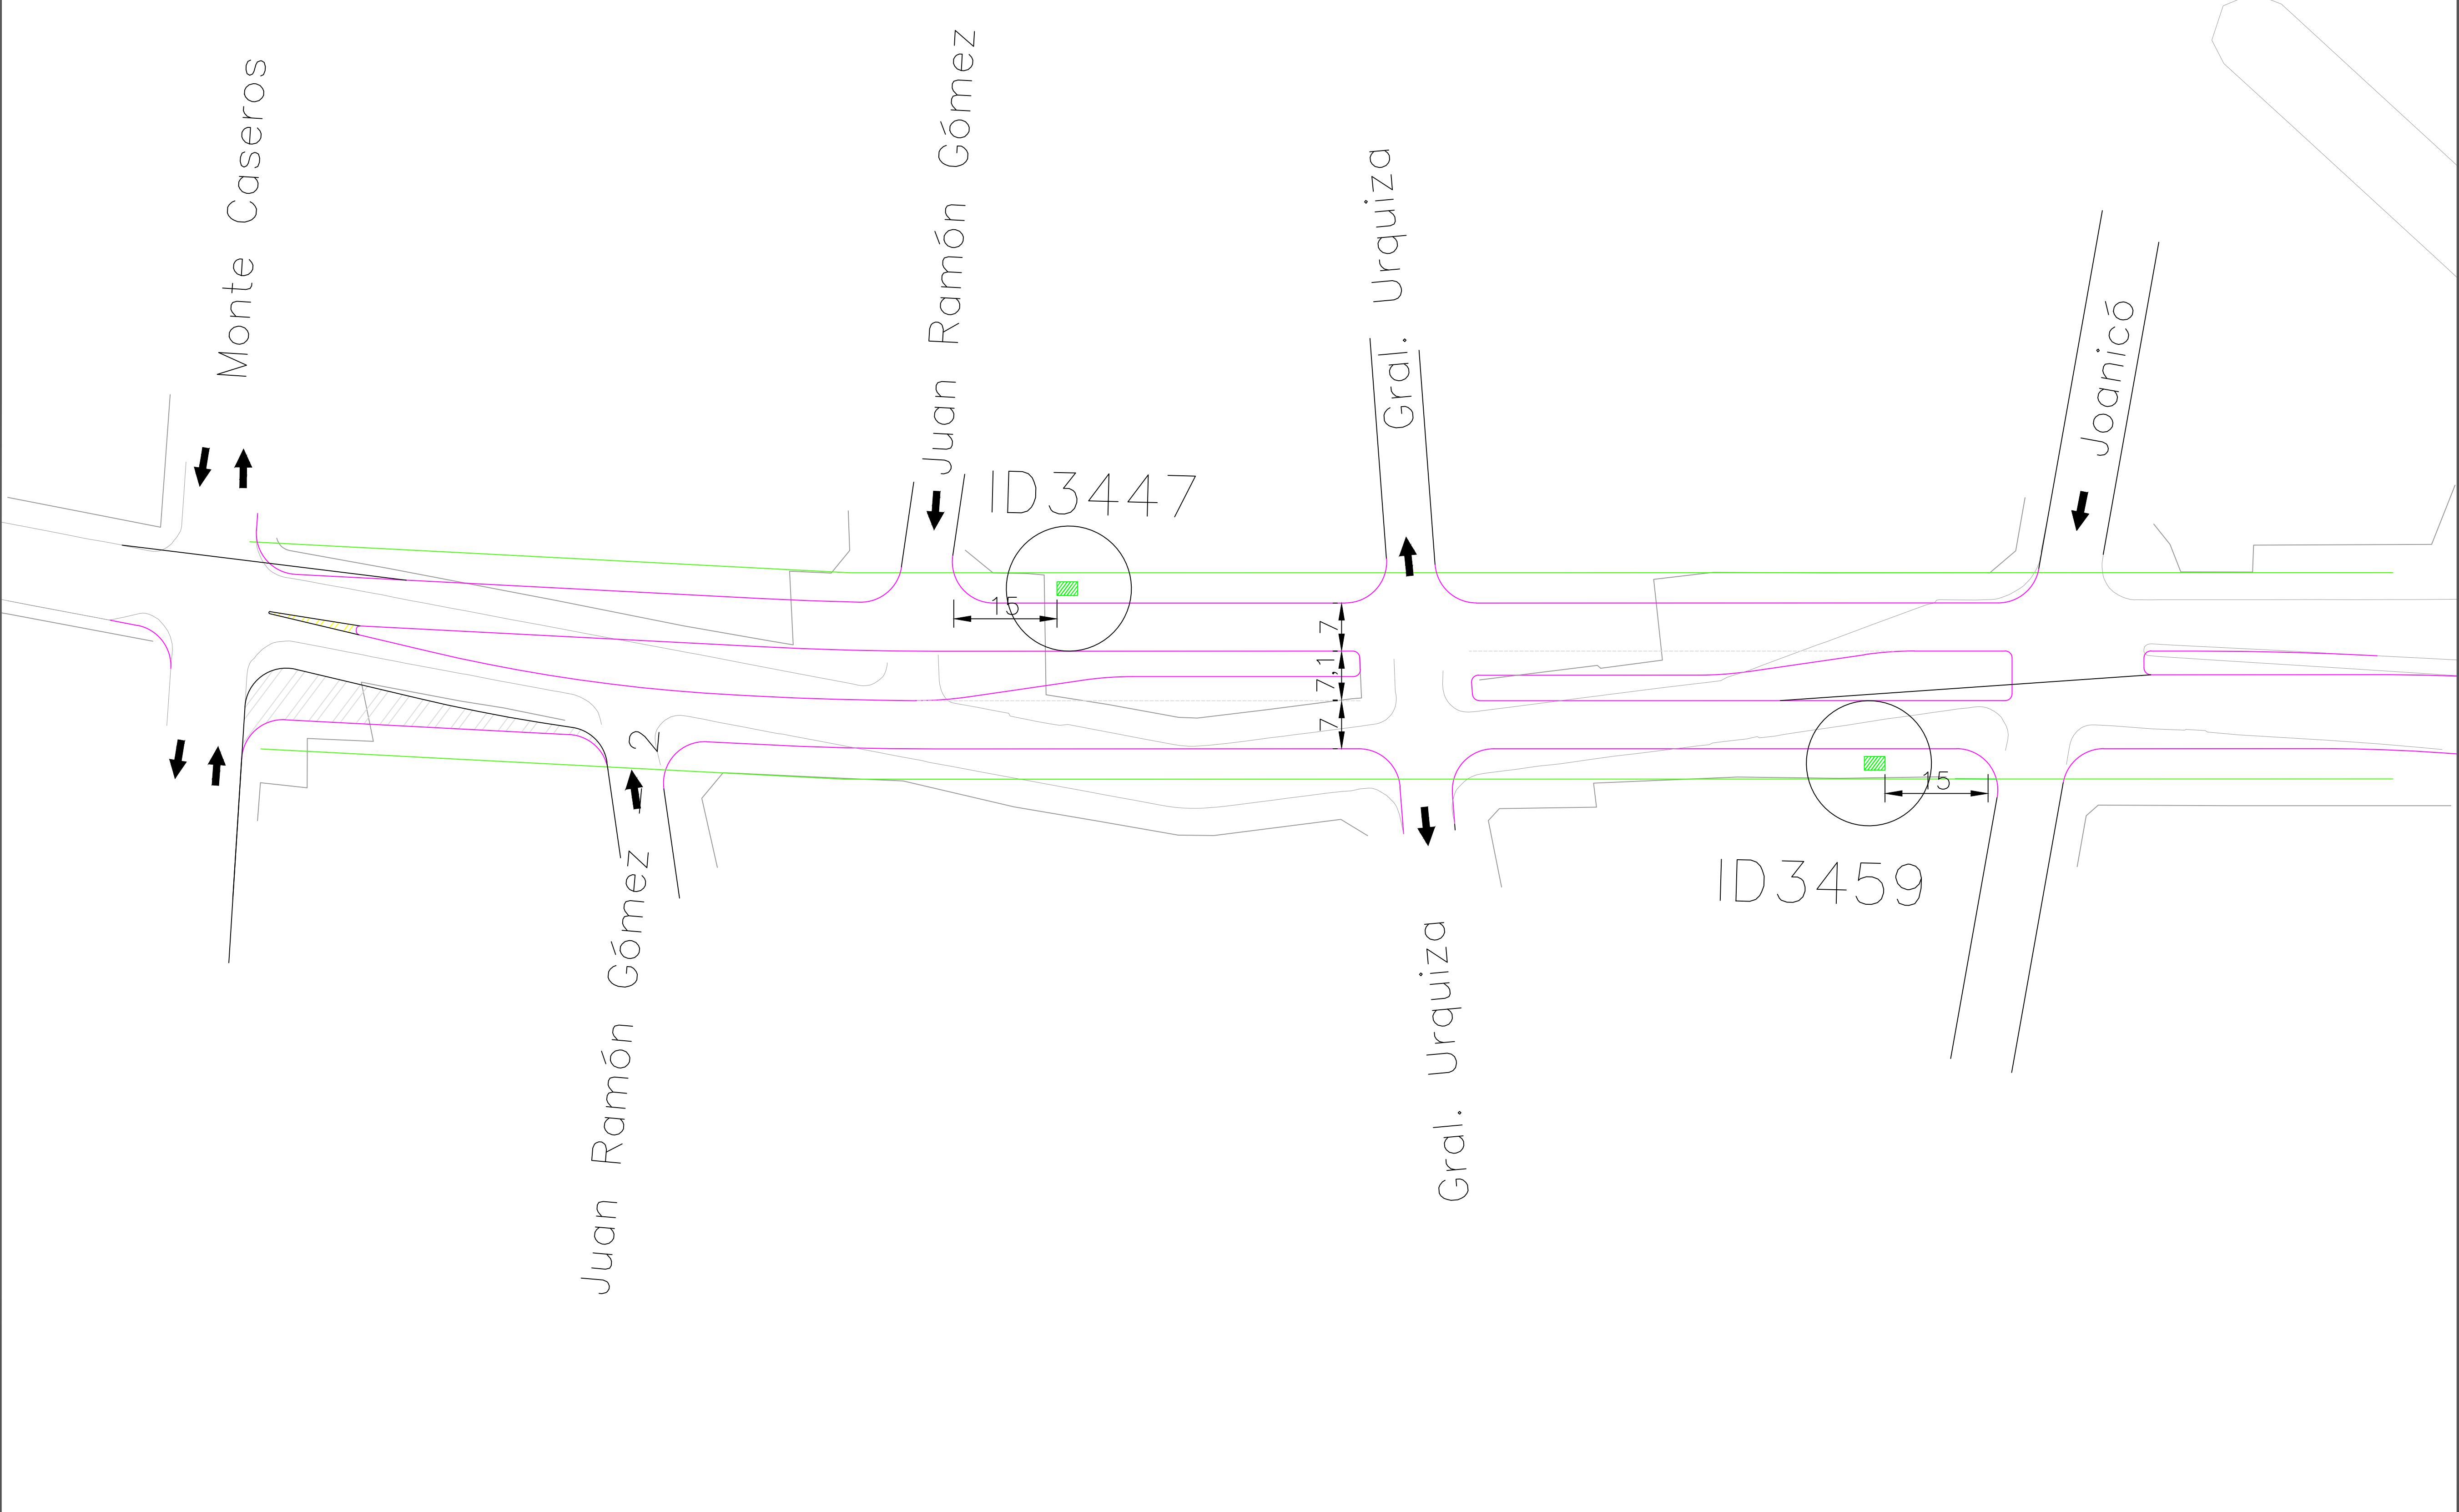 Monte Caseros
Juan Ramón Gómez
Gral. Urquiza
Joanicó
ID3447
15
7
7,1
7
15
ID3459
Juan Ramón Gómez / 2
Gral. Urquiza